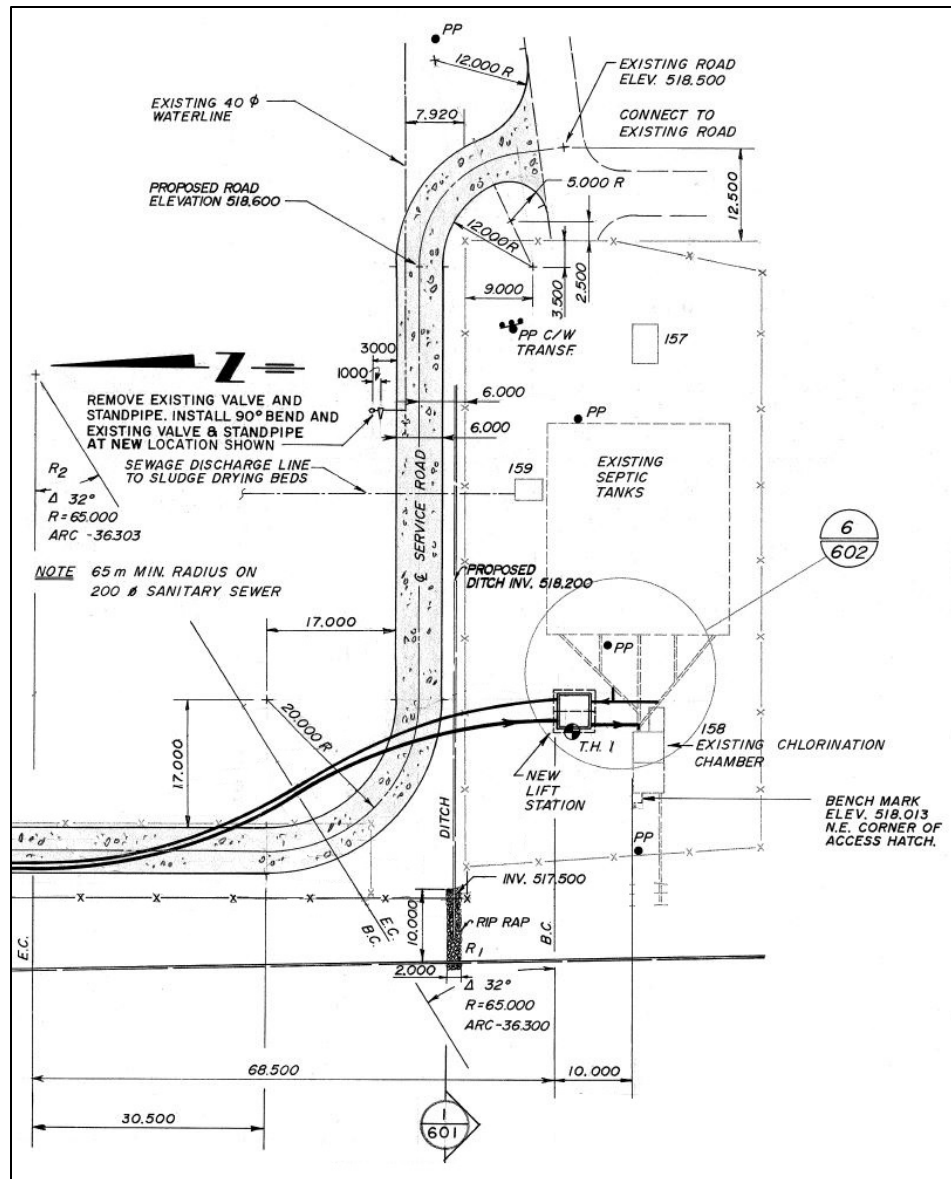 PP
12.000 R
EXISTING ROAD
ELEV. 518.500
EXISTING 40 ϕ
WATERLINE
7.920
CONNECT TO
EXISTING ROAD
PROPOSED ROAD
ELEVATION 518.600
5.000 R
12.500
12.000 R
9.000
3.500
2.500
PP C/W
TRANSF.
157
3000
Z
1000
REMOVE EXISTING VALVE AND
STANDPIPE. INSTALL 90° BEND AND
EXISTING VALVE & STANDPIPE
AT NEW LOCATION SHOWN
6.000
6.000
PP
SEWAGE DISCHARGE LINE
TO SLUDGE DRYING BEDS
159
EXISTING
SEPTIC
TANKS
R2
Δ 32°
R=65.000
ARC -36.303
℄ SERVICE ROAD
6
602
NOTE 65 m MIN. RADIUS ON
200 ϕ SANITARY SEWER
PROPOSED
DITCH INV. 518.200
17.000
PP
17.000
20.000 R
T.H. 1
158
EXISTING CHLORINATION
CHAMBER
NEW
LIFT
STATION
DITCH
BENCH MARK
ELEV. 518.013
N.E. CORNER OF
ACCESS HATCH.
PP
INV. 517.500
E.C.
E.C.
B.C.
10.000
RIP RAP
R1
B.C.
2.000
Δ 32°
R=65.000
ARC -36.300
68.500
10.000
30.500
1
601